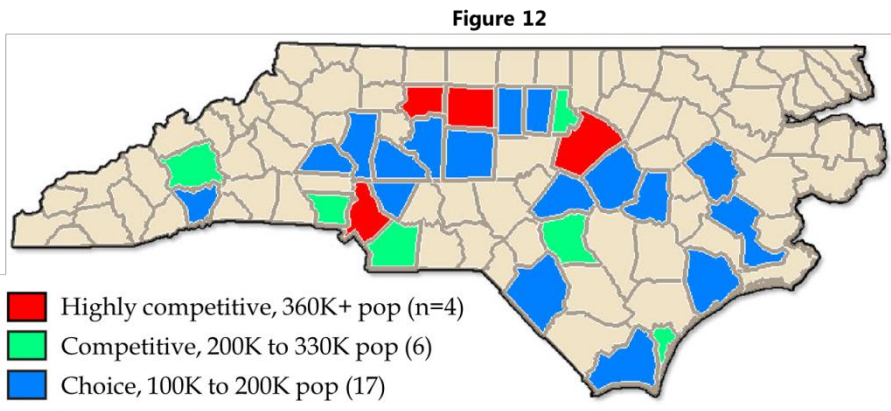 Figure 12
Highly competitive, 360K+ pop (n=4)
Competitive, 200K to 330K pop (6)
Choice, 100K to 200K pop (17)